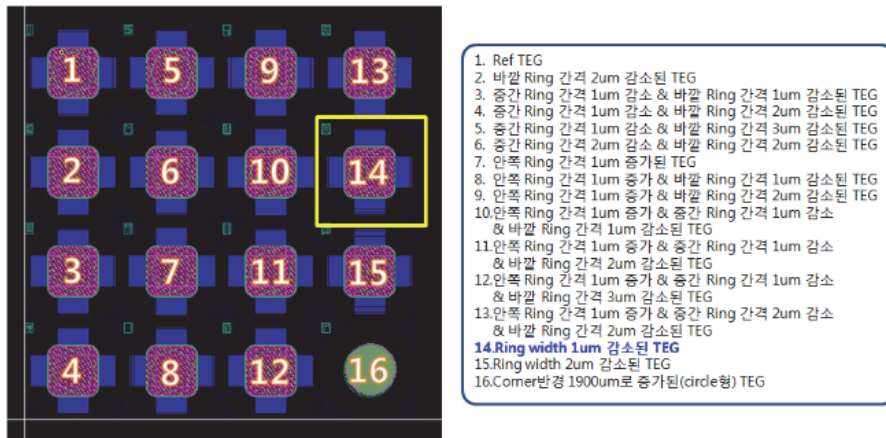 1
5
9
13
2
6
10
14
3
7
11
15
4
8
12
16
1. Ref TEG
2. 바깥 Ring 간격 2um 감소된 TEG
3. 중간 Ring 간격 1um 감소 & 바깥 Ring 간격 1um 감소된 TEG
4. 중간 Ring 간격 1um 감소 & 바깥 Ring 간격 2um 감소된 TEG
5. 중간 Ring 간격 1um 감소 & 바깥 Ring 간격 3um 감소된 TEG
6. 중간 Ring 간격 2um 감소 & 바깥 Ring 간격 2um 감소된 TEG
7. 안쪽 Ring 간격 1um 증가된 TEG
8. 안쪽 Ring 간격 1um 증가 & 바깥 Ring 간격 1um 감소된 TEG
9. 안쪽 Ring 간격 1um 증가 & 바깥 Ring 간격 2um 감소된 TEG
10.안쪽 Ring 간격 1um 증가 & 중간 Ring 간격 1um 감소
& 바깥 Ring 간격 1um 감소된 TEG
11.안쪽 Ring 간격 1um 증가 & 중간 Ring 간격 1um 감소
& 바깥 Ring 간격 2um 감소된 TEG
12.안쪽 Ring 간격 1um 증가 & 중간 Ring 간격 1um 감소
& 바깥 Ring 간격 3um 감소된 TEG
13.안쪽 Ring 간격 1um 증가 & 중간 Ring 간격 2um 감소
& 바깥 Ring 간격 2um 감소된 TEG
14.Ring width 1um 감소된 TEG
15.Ring width 2um 감소된 TEG
16.Corner반경 1900um로 증가된(circle형) TEG